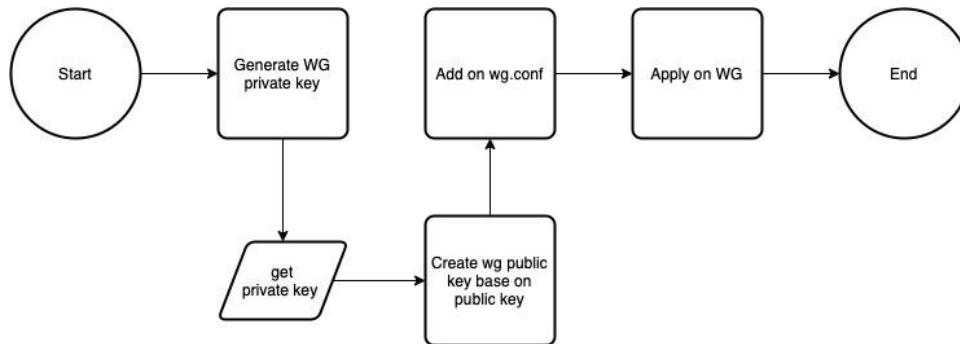 Start
Generate WG
private key
get
private key
Create wg public
key base on
public key
Add on wg.conf
Apply on WG
End